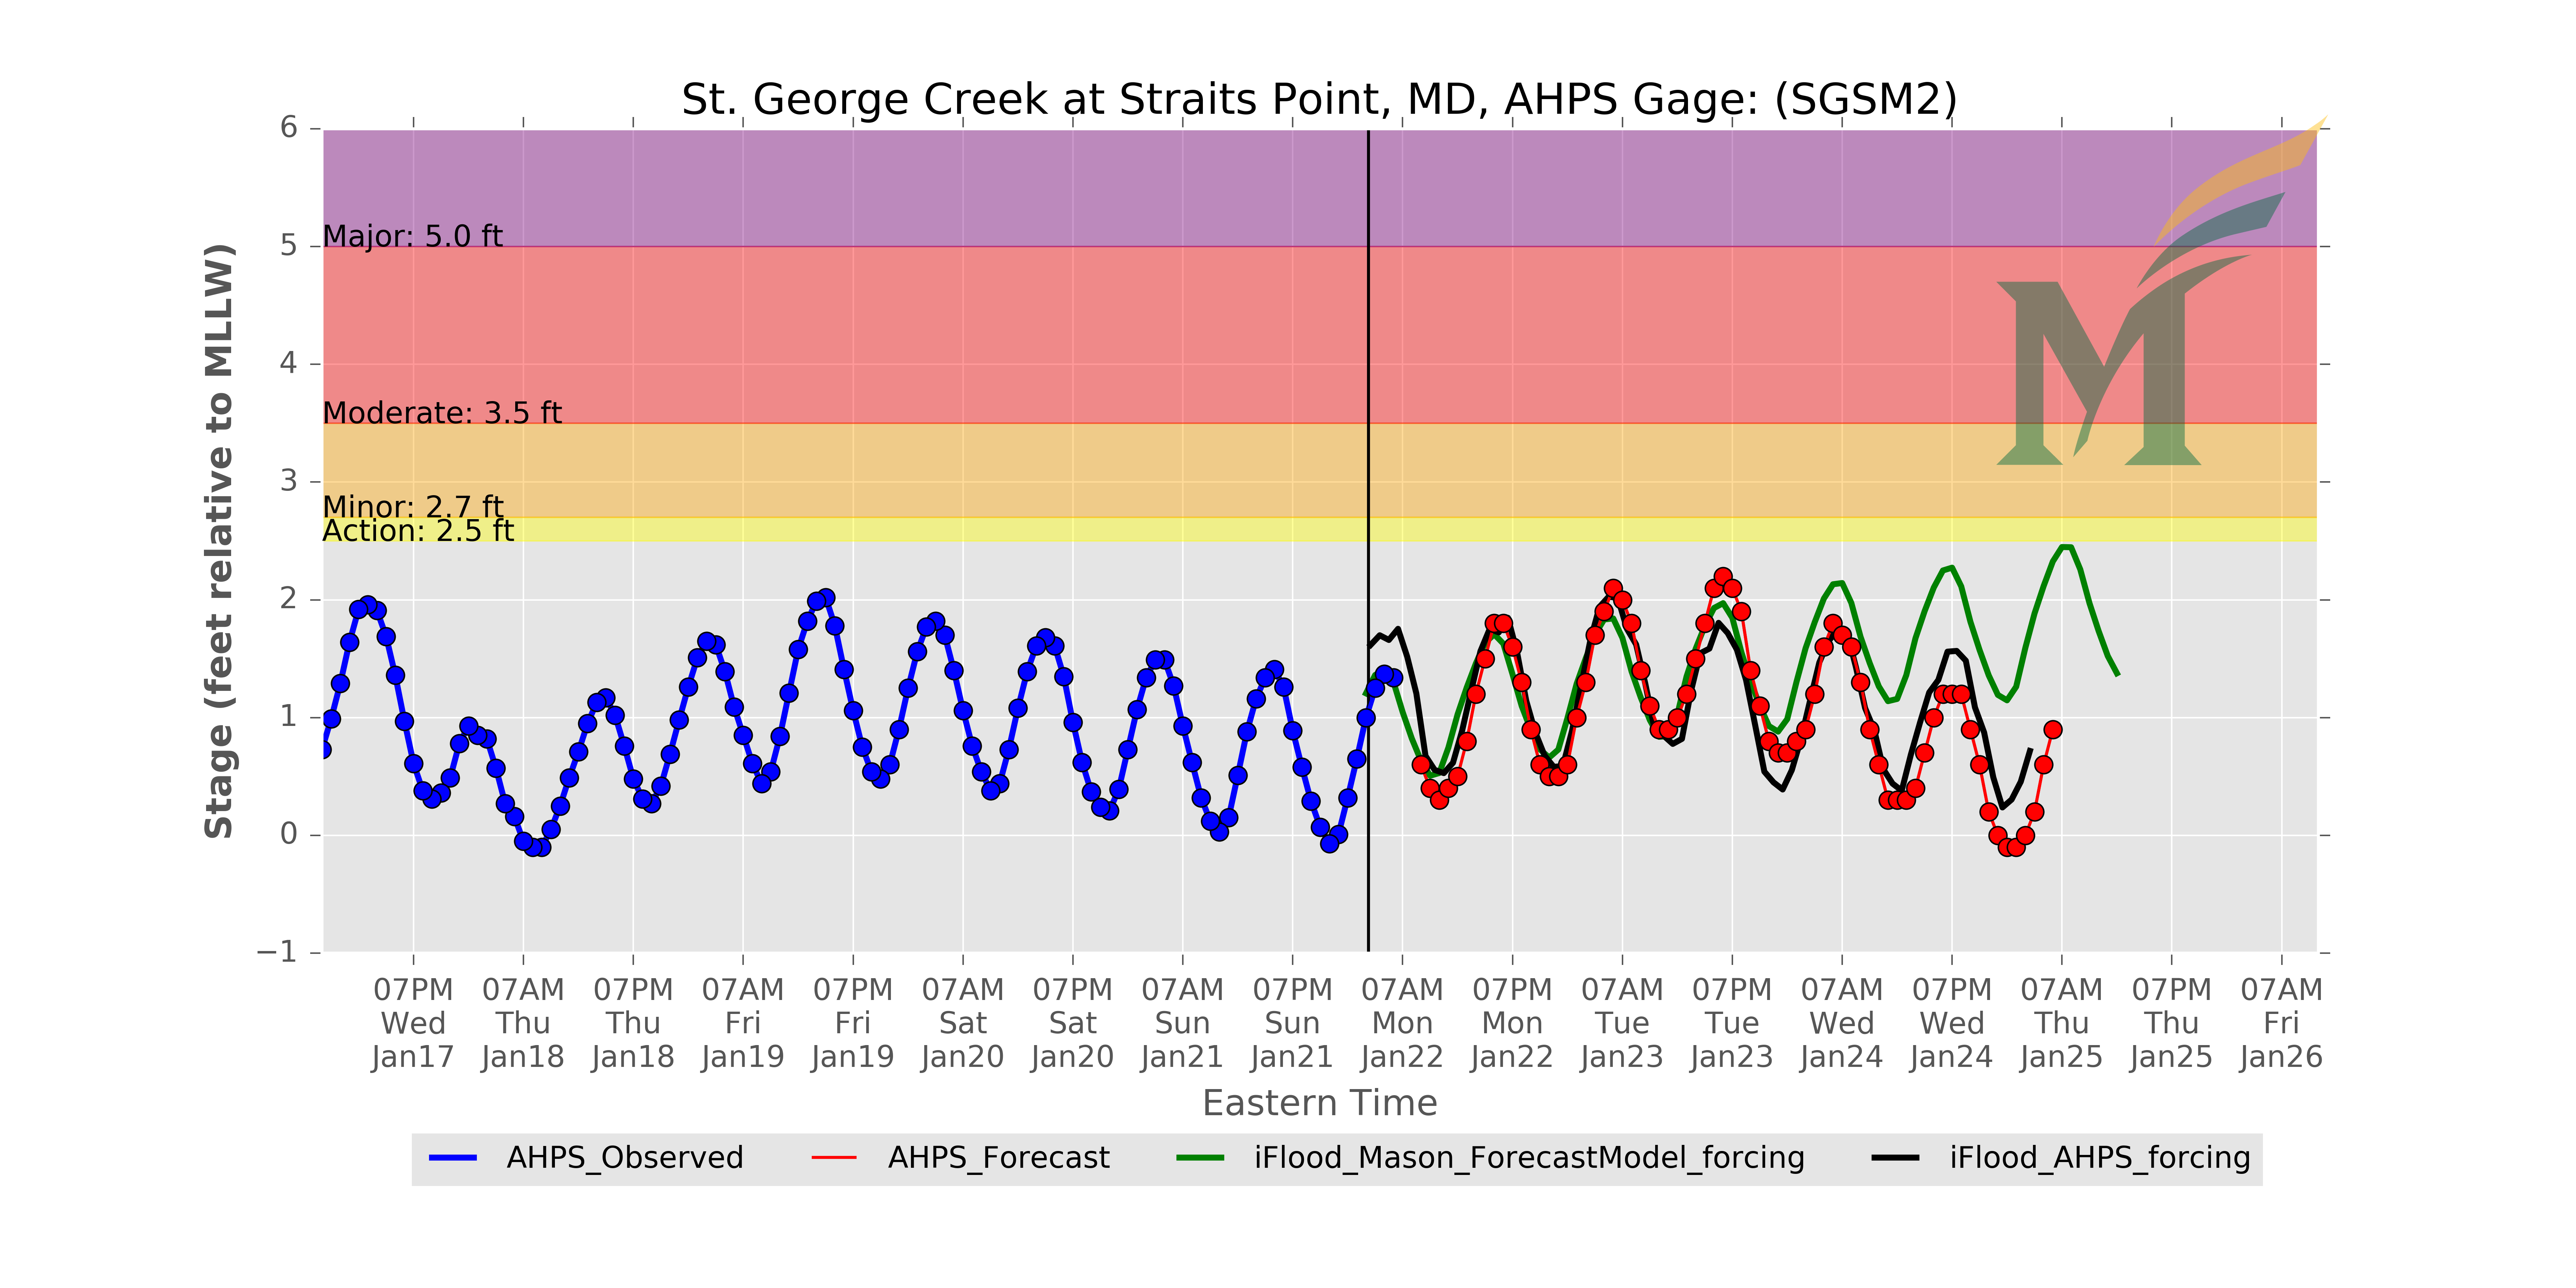 St. George Creek at Straits Point, MD, AHPS Gage: (SGSM2)
Stage (feet relative to MLLW)
6
5
4
3
2
1
0
−1
Major: 5.0 ft
Moderate: 3.5 ft
Minor: 2.7 ft
Action: 2.5 ft
M
07PM 07AM 07PM 07AM 07PM 07AM 07PM 07AM 07PM 07AM 07PM 07AM 07PM 07AM 07PM 07AM 07PM 07AM
Wed Thu Thu Fri Fri Sat Sat Sun Sun Mon Mon Tue Tue Wed Wed Thu Thu Fri
Jan17 Jan18 Jan18 Jan19 Jan19 Jan20 Jan20 Jan21 Jan21 Jan22 Jan22 Jan23 Jan23 Jan24 Jan24 Jan25 Jan25 Jan26
Eastern Time
AHPS_Observed AHPS_Forecast iFlood_Mason_ForecastModel_forcing iFlood_AHPS_forcing